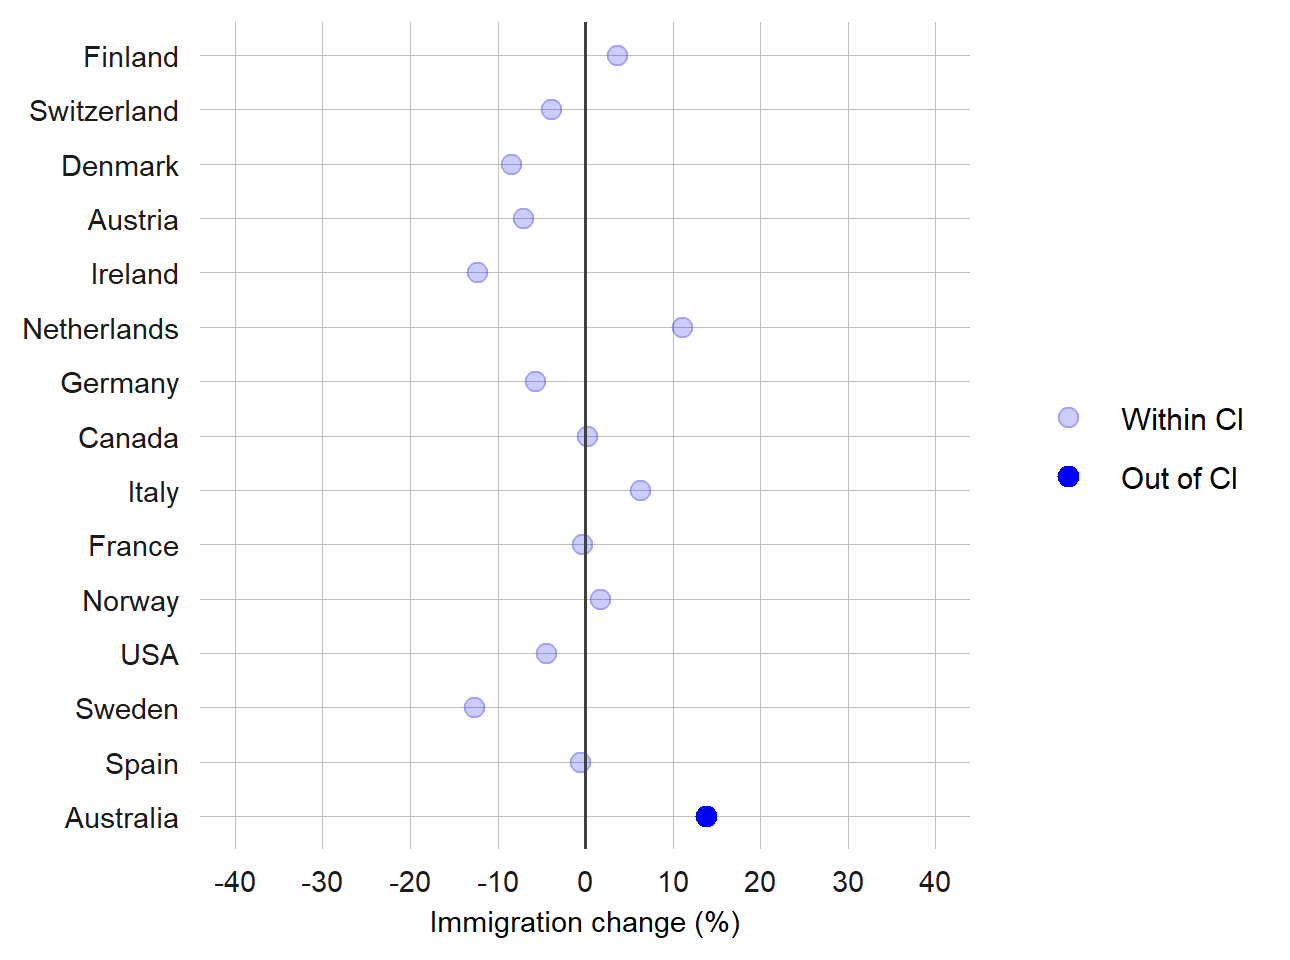 Finland
Switzerland
Denmark
Austria
Ireland
Netherlands
Germany
Canada
Italy
France
Norway
USA
Sweden
Spain
Australia
-40 -30 -20 -10 0 10 20 30 40
Immigration change (%)
Within CI
Out of CI